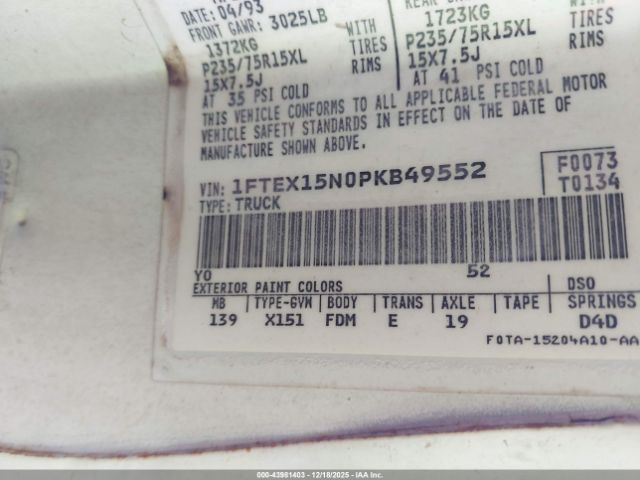 DATE: 04/93
FRONT GAWR: 3025LB
1372KG WITH
P235/75R15XL TIRES
15X7.5J RIMS
AT 35 PSI COLD
REAR
1723KG WITH
P235/75R15XL TIRES
15X7.5J RIMS
AT 41 PSI COLD
THIS VEHICLE CONFORMS TO ALL APPLICABLE FEDERAL MOTOR
VEHICLE SAFETY STANDARDS IN EFFECT ON THE DATE OF
MANUFACTURE SHOWN ABOVE.
VIN: 1FTEX15N0PKB49552
TYPE: TRUCK
F0073
T0134
YO 52
EXTERIOR PAINT COLORS DSO
MB TYPE-GVM BODY TRANS AXLE TAPE SPRINGS
139 X151 FDM E 19 D4D
F0TA-15204A10-AA
000-43981403 - 12/18/2025 - IAAI.com